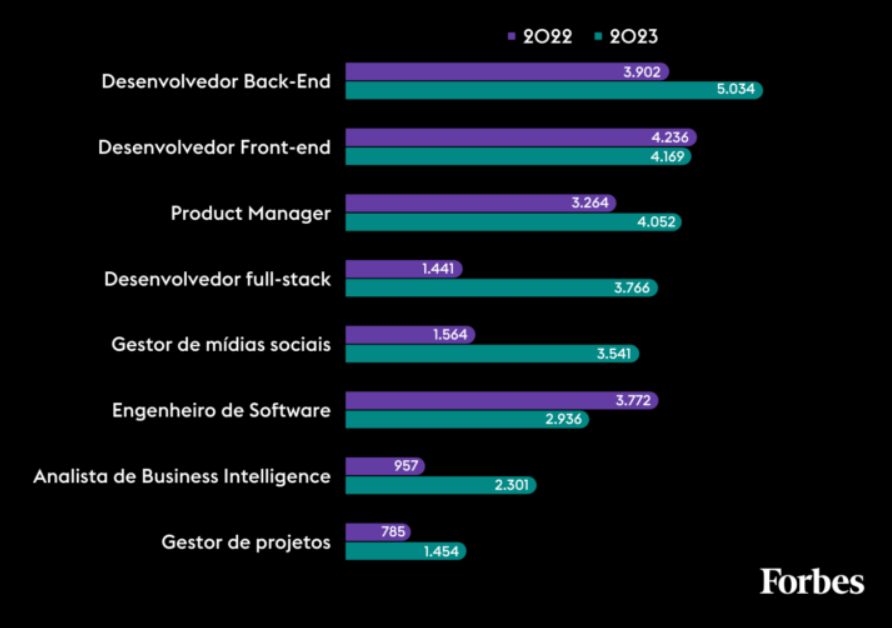 2022 2023
Desenvolvedor Back-End
3.902
5.034
Desenvolvedor Front-end
4.236
4.169
Product Manager
3.264
4.052
Desenvolvedor full-stack
1.441
3.766
Gestor de mídias sociais
1.564
3.541
Engenheiro de Software
3.772
2.936
Analista de Business Intelligence
957
2.301
Gestor de projetos
785
1.454
Forbes